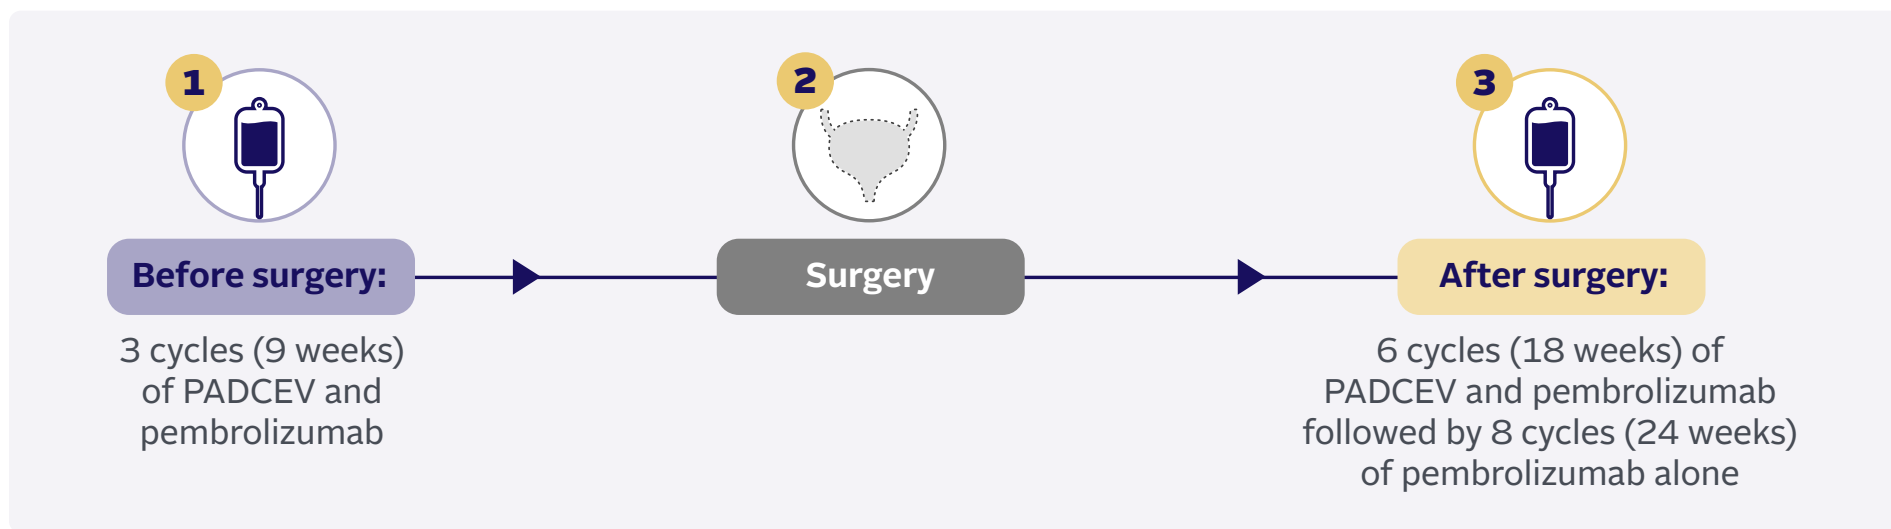 1
Before surgery:
3 cycles (9 weeks)
of PADCEV and
pembrolizumab
2
Surgery
3
After surgery:
6 cycles (18 weeks) of
PADCEV and pembrolizumab
followed by 8 cycles (24 weeks)
of pembrolizumab alone